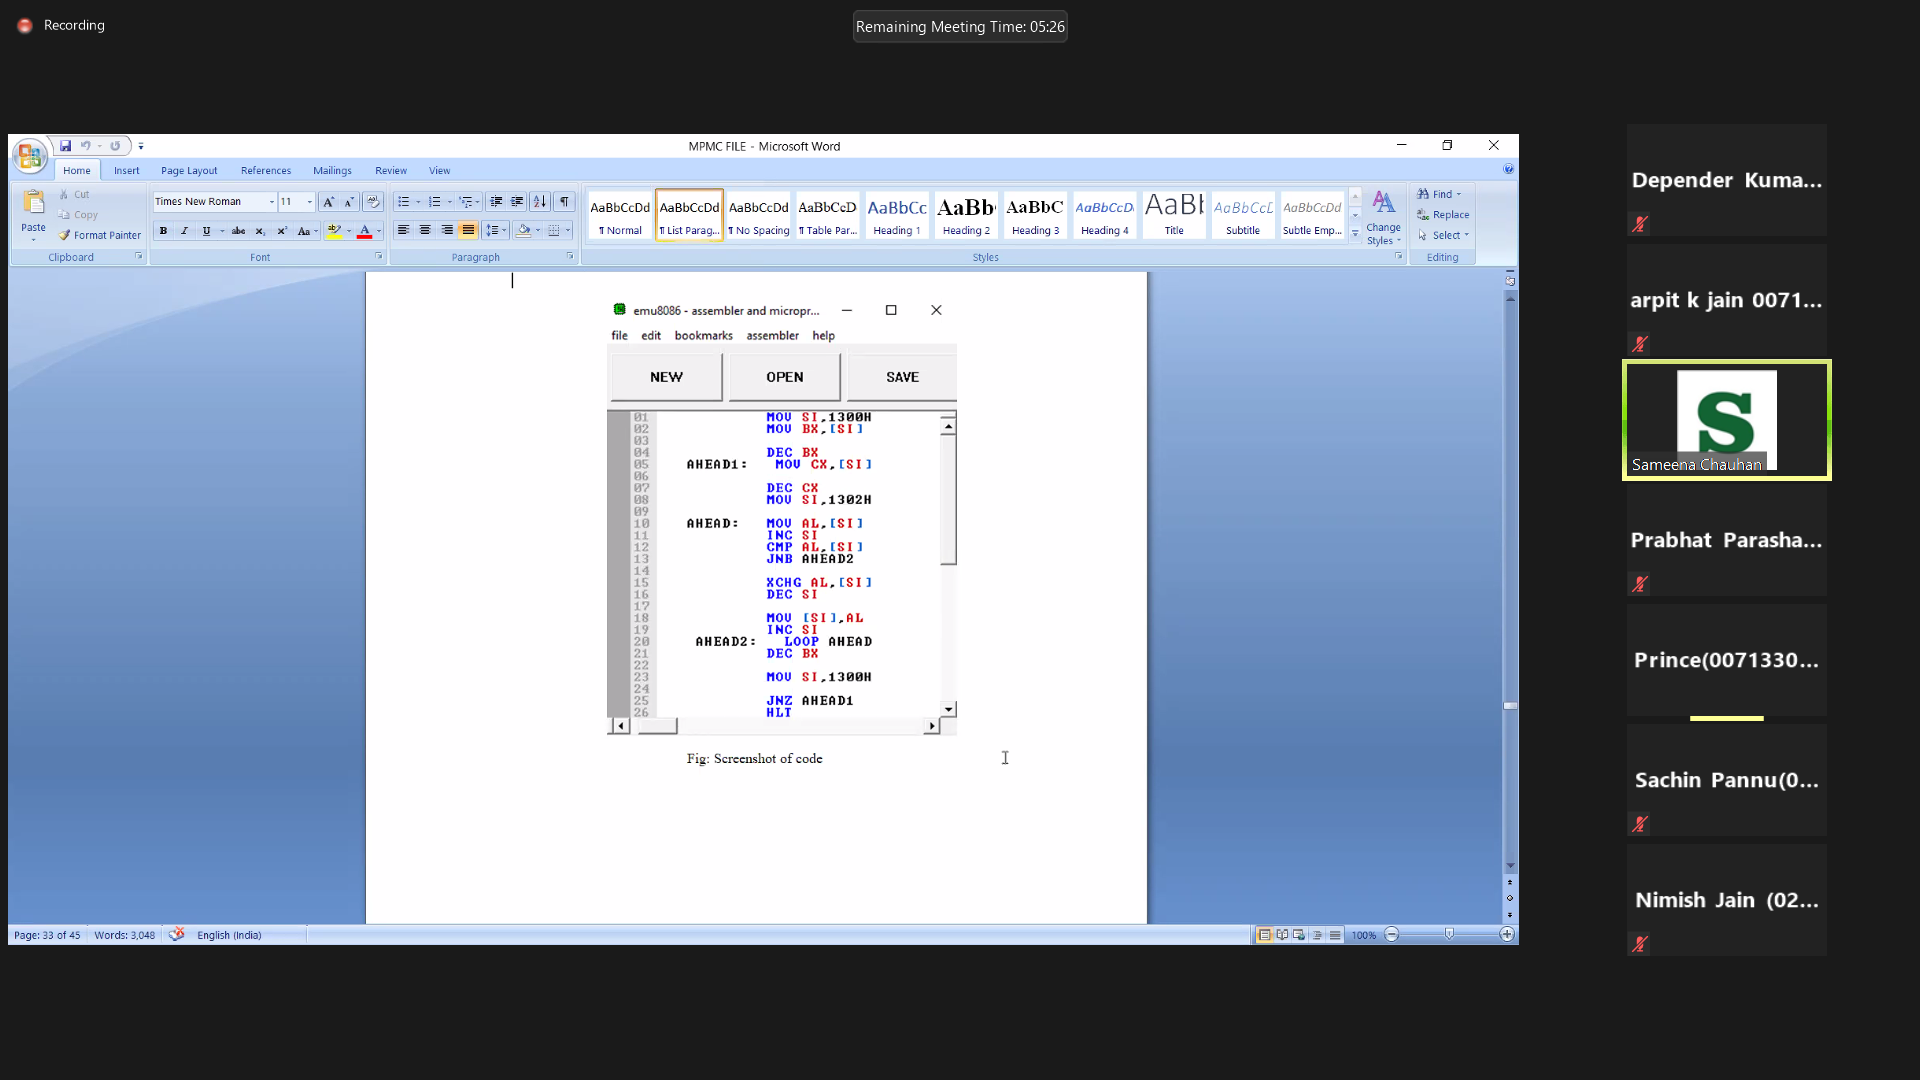 Recording
Remaining Meeting Time: 05:26
MPMC FILE - Microsoft Word
Home Insert Page Layout References Mailings Review View
Paste
Cut
Copy
Format Painter
Clipboard
Times New Roman 11
Font
Paragraph
AaBbCcDd AaBbCcDd AaBbCcDd AaBbCcD AaBbCc AaBb AaBbC AaBbCcD AaBl AaBbCcL AaBbCcDd
¶ Normal ¶ List Parag... ¶ No Spacing ¶ Table Par... Heading 1 Heading 2 Heading 3 Heading 4 Title Subtitle Subtle Emp...
Styles
Change Styles
Find
Replace
Select
Editing
emu8086 - assembler and micropr...
file edit bookmarks assembler help
NEW OPEN SAVE
01 MOV SI,1300H
02 MOV BX,[SI]
03
04 DEC BX
05 AHEAD1: MOV CX,[SI]
06
07 DEC CX
08 MOV SI,1302H
09
10 AHEAD: MOV AL,[SI]
11 INC SI
12 CMP AL,[SI]
13 JNB AHEAD2
14
15 XCHG AL,[SI]
16 DEC SI
17
18 MOV [SI],AL
19 INC SI
20 AHEAD2: LOOP AHEAD
21 DEC BX
22
23 MOV SI,1300H
24
25 JNZ AHEAD1
26 HLT
Fig: Screenshot of code
Page: 33 of 45 Words: 3,048 English (India) 100%
Depender Kuma...
arpit k jain 0071...
S
Sameena Chauhan
Prabhat Parasha...
Prince(0071330...
Sachin Pannu(0...
Nimish Jain (02...